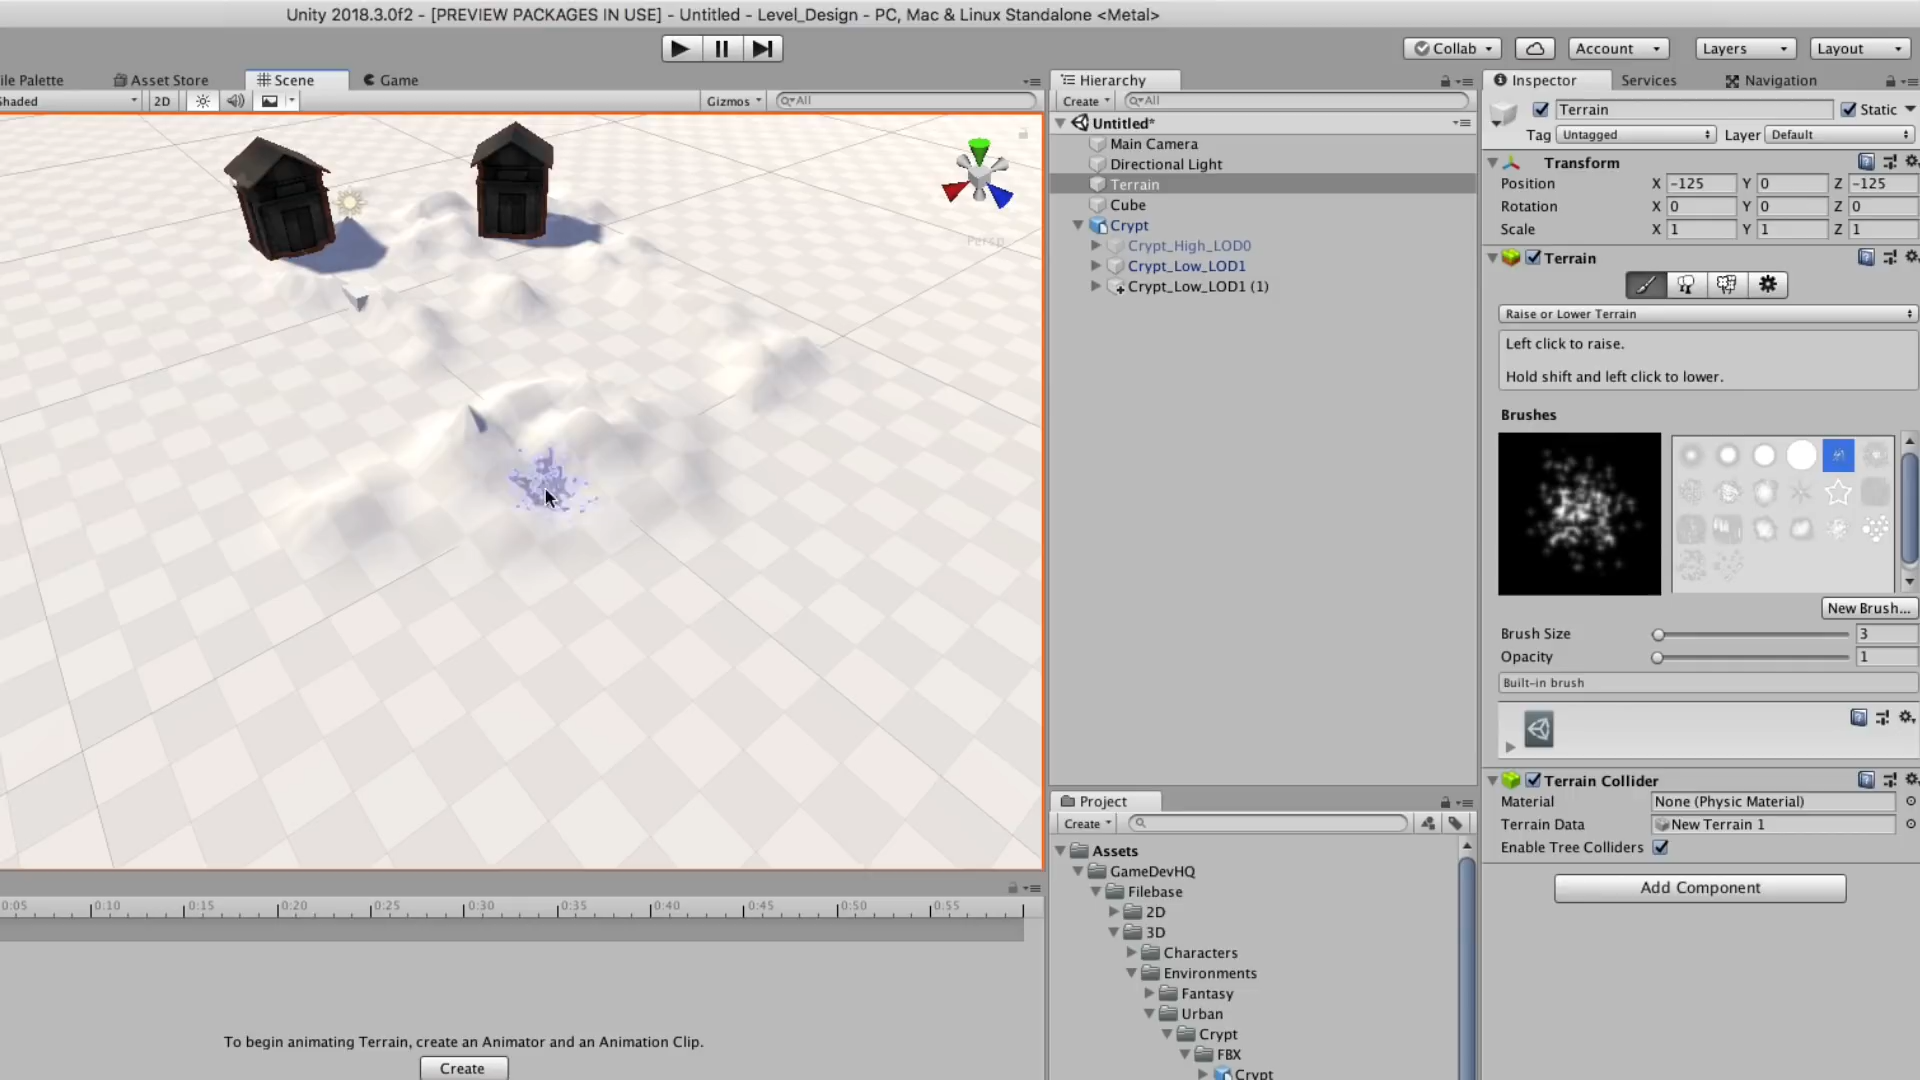 Unity 2018.3.0f2 - [PREVIEW PACKAGES IN USE] - Untitled - Level_Design - PC, Mac & Linux Standalone <Metal>
Collab Account Layers Layout
ile Palette Asset Store Scene Game
Shaded 2D Gizmos All
Persp
0:05 0:10 0:15 0:20 0:25 0:30 0:35 0:40 0:45 0:50 0:55
To begin animating Terrain, create an Animator and an Animation Clip.
Create
Hierarchy
Create All
Untitled*
Main Camera
Directional Light
Terrain
Cube
Crypt
Crypt_High_LOD0
Crypt_Low_LOD1
Crypt_Low_LOD1 (1)
Project
Create
Assets
GameDevHQ
Filebase
2D
3D
Characters
Environments
Fantasy
Urban
Crypt
FBX
Crypt
Inspector Services Navigation
Terrain Static
Tag Untagged Layer Default
Transform
Position X -125 Y 0 Z -125
Rotation X 0 Y 0 Z 0
Scale X 1 Y 1 Z 1
Terrain
Raise or Lower Terrain
Left click to raise.
Hold shift and left click to lower.
Brushes
New Brush...
Brush Size 3
Opacity 1
Built-in brush
Terrain Collider
Material None (Physic Material)
Terrain Data New Terrain 1
Enable Tree Colliders
Add Component